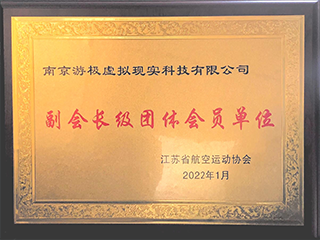 南京游极虚拟现实科技有限公司
副会长级团体会员单位
江苏省航空运动协会
2022年1月